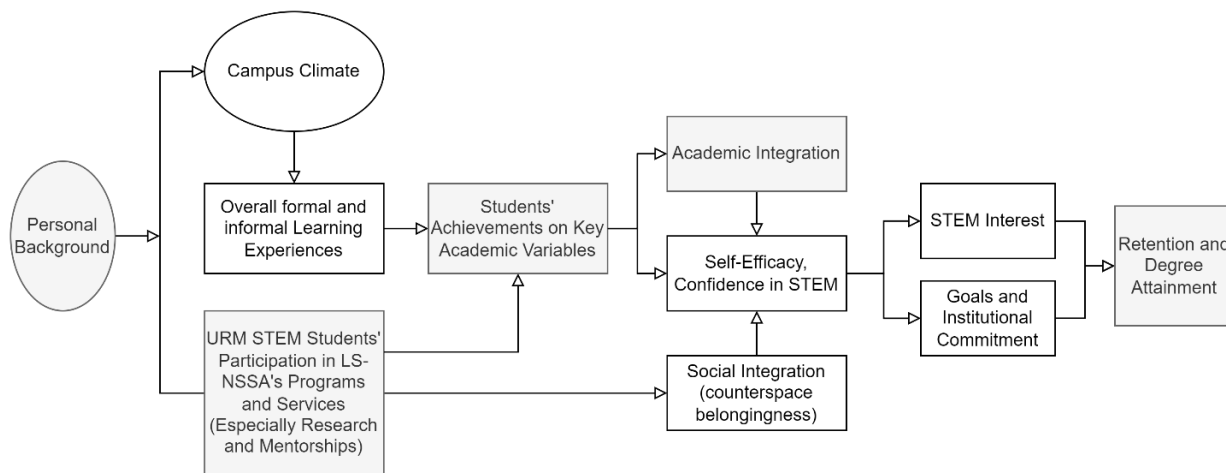 Campus Climate
Personal
Background
Overall formal and
informal Learning
Experiences
URM STEM Students'
Participation in LS-
NSSA's Programs
and Services
(Especially Research
and Mentorships)
Students'
Achievements on Key
Academic Variables
Academic Integration
Self-Efficacy,
Confidence in STEM
Social Integration
(counterspace
belongingness)
STEM Interest
Goals and
Institutional
Commitment
Retention and
Degree
Attainment